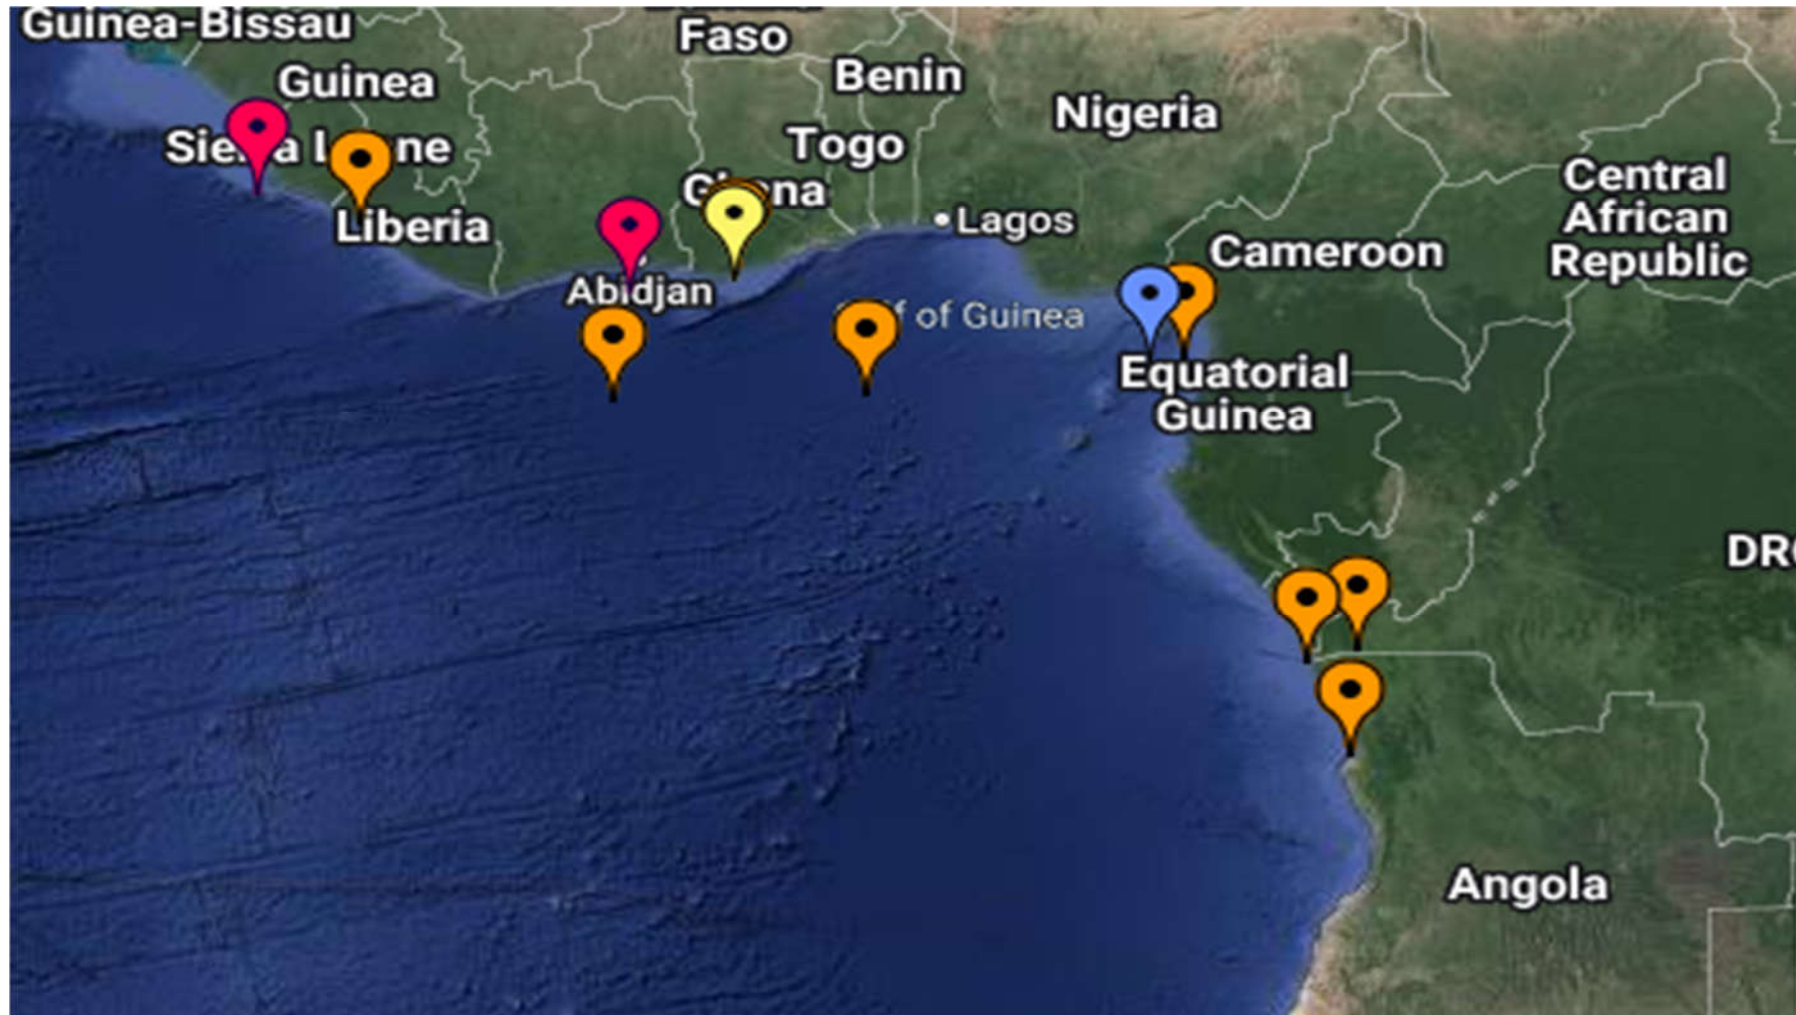 Guinea-Bissau
Faso
Guinea
Benin
Nigeria
Togo
Liberia
Lagos
Abidjan
of Guinea
Cameroon
Central
African
Republic
Equatorial
Guinea
Angola